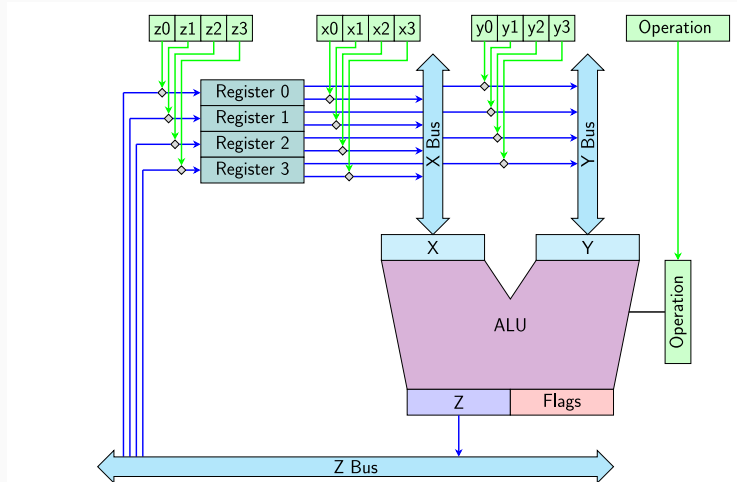 z0 z1 z2 z3 x0 x1 x2 x3 y0 y1 y2 y3 Operation
Register 0
Register 1
Register 2
Register 3
X Bus
Y Bus
X Y
ALU
Operation
Z Flags
Z Bus